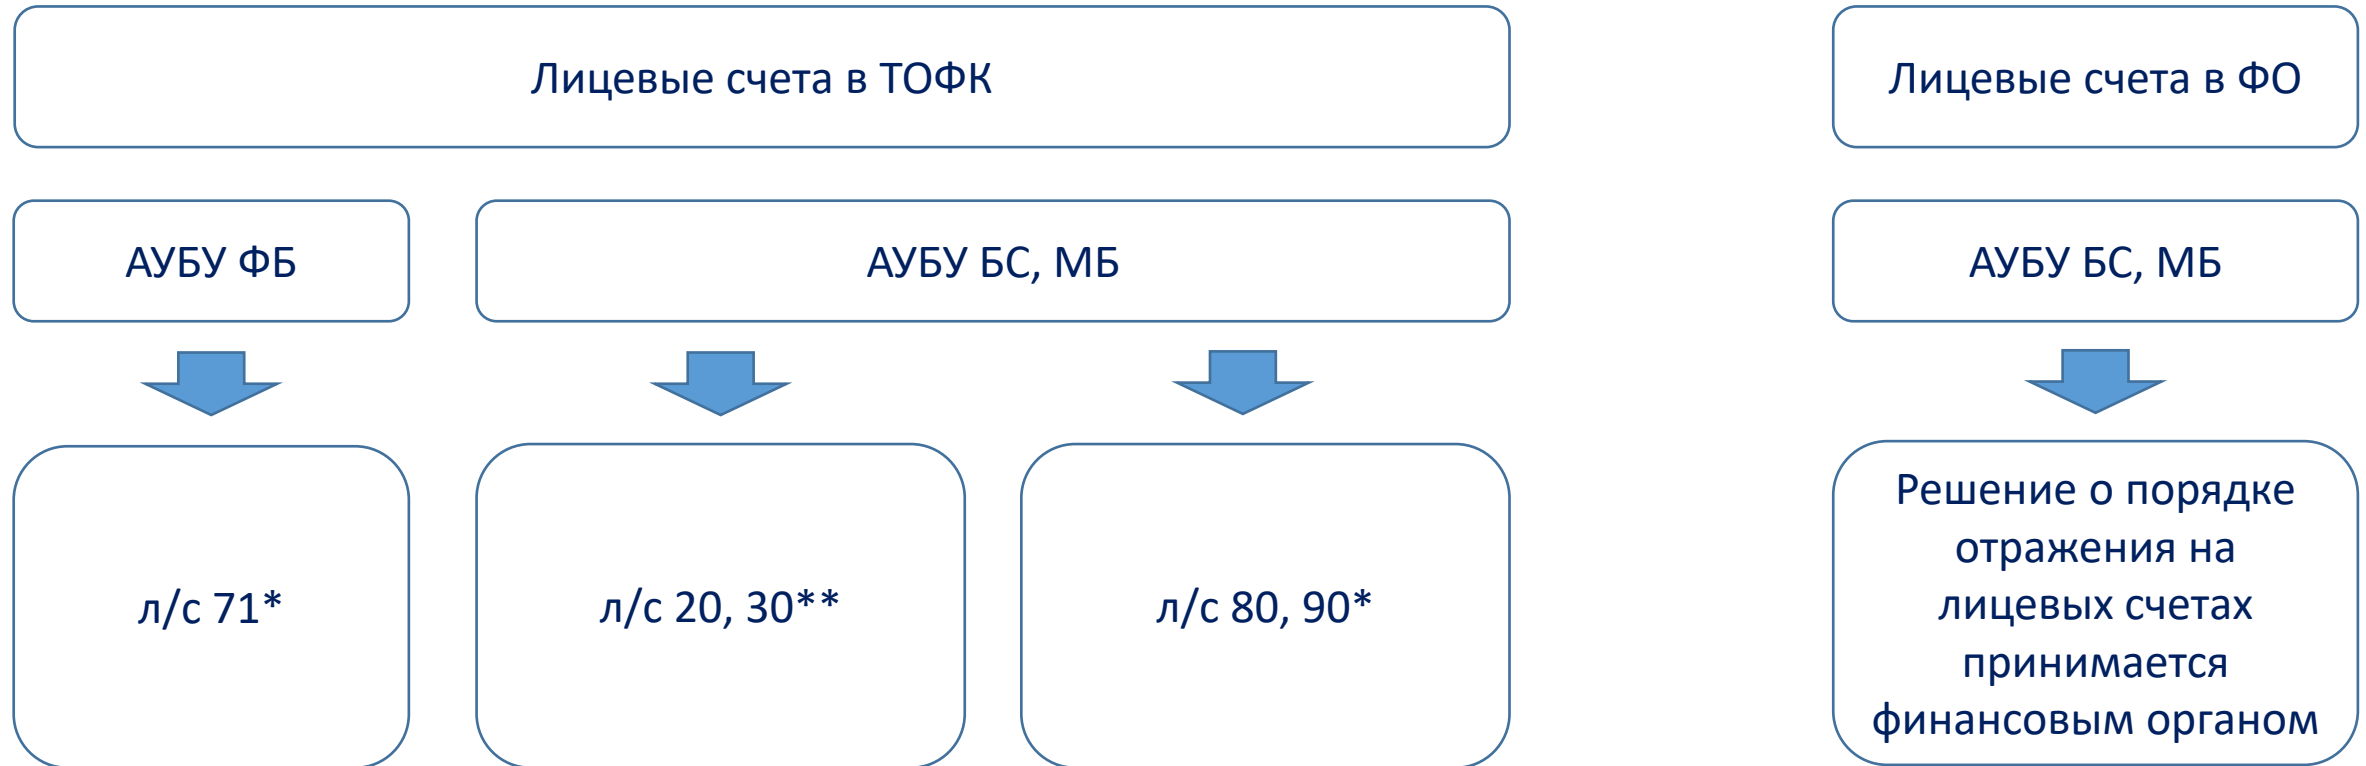 Лицевые счета в ТОФК
Лицевые счета в ФО
АУБУ ФБ
АУБУ БС, МБ
АУБУ БС, МБ
л/с 71*
л/с 20, 30**
л/с 80, 90*
Решение о порядке
отражения на
лицевых счетах
принимается
финансовым органом